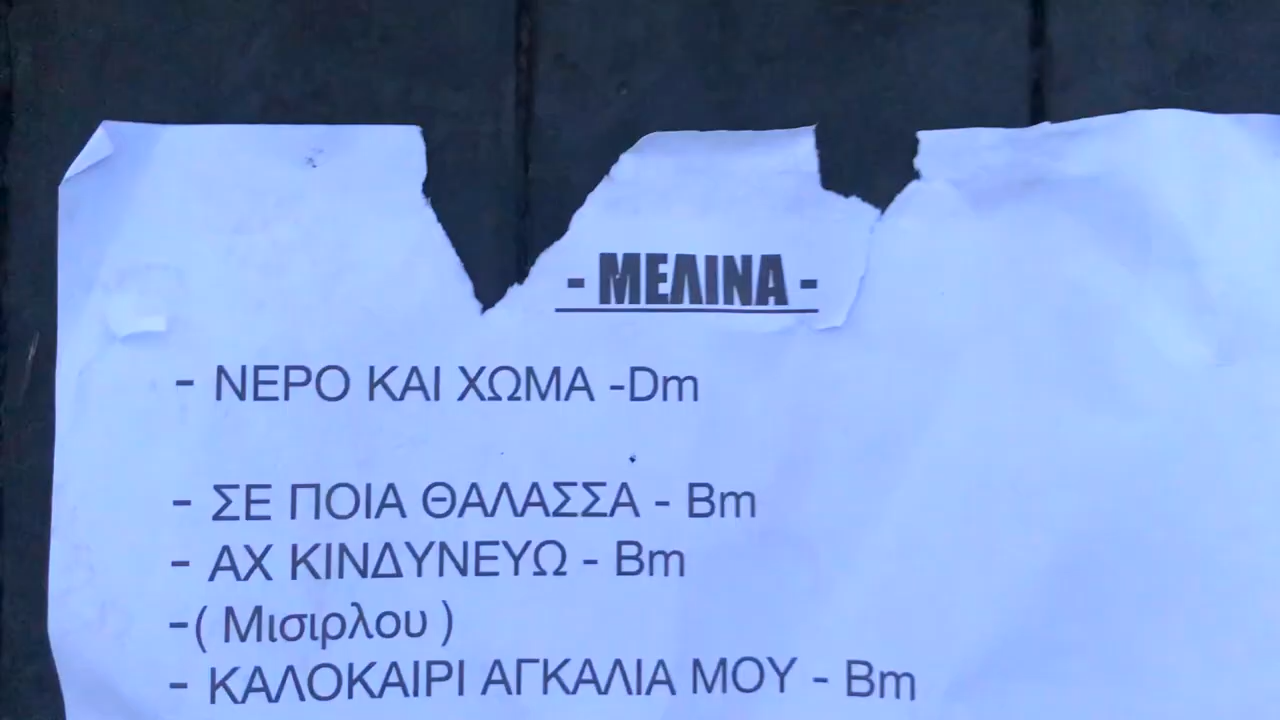 - ΜΕΛΙΝΑ -
- ΝΕΡΟ ΚΑΙ ΧΩΜΑ -Dm
- ΣΕ ΠΟΙΑ ΘΑΛΑΣΣΑ - Bm
- ΑΧ ΚΙΝΔΥΝΕΥΩ - Bm
-( Μισιρλου )
- ΚΑΛΟΚΑΙΡΙ ΑΓΚΑΛΙΑ ΜΟΥ - Bm